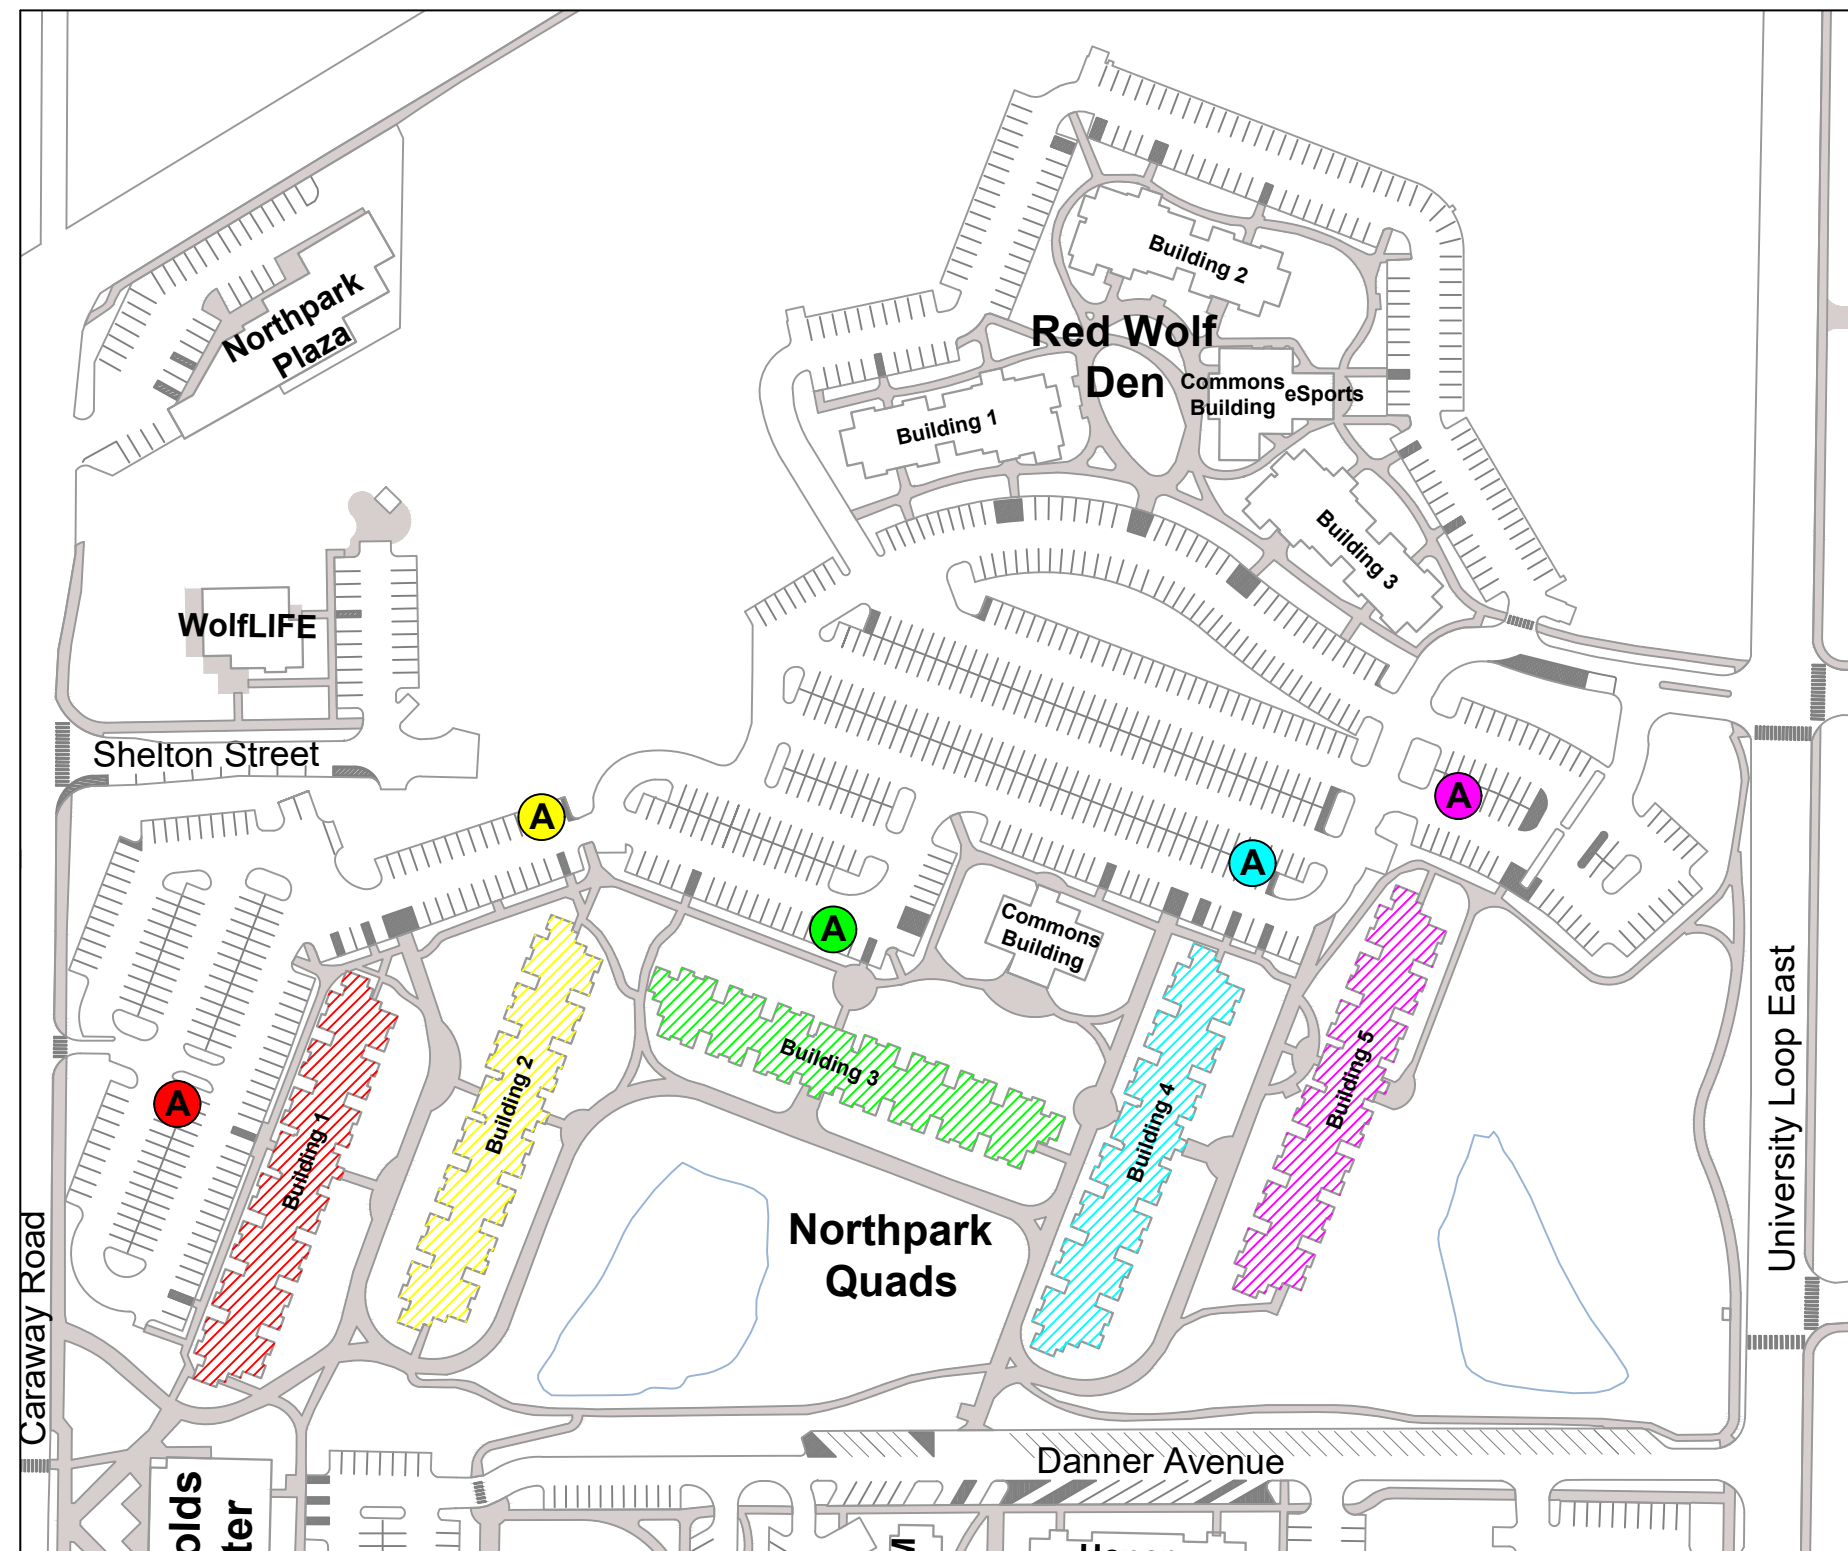 Building 2
Northpark
Plaza
Red Wolf
Den
Commons
Building
eSports
Building 1
Building 3
WolfLIFE
Shelton Street
A
A
A
A
A
A
Commons
Building
Building 1
Building 2
Building 3
Building 4
Building 5
Northpark
Quads
University Loop East
Caraway Road
Danner Avenue
olds
ter